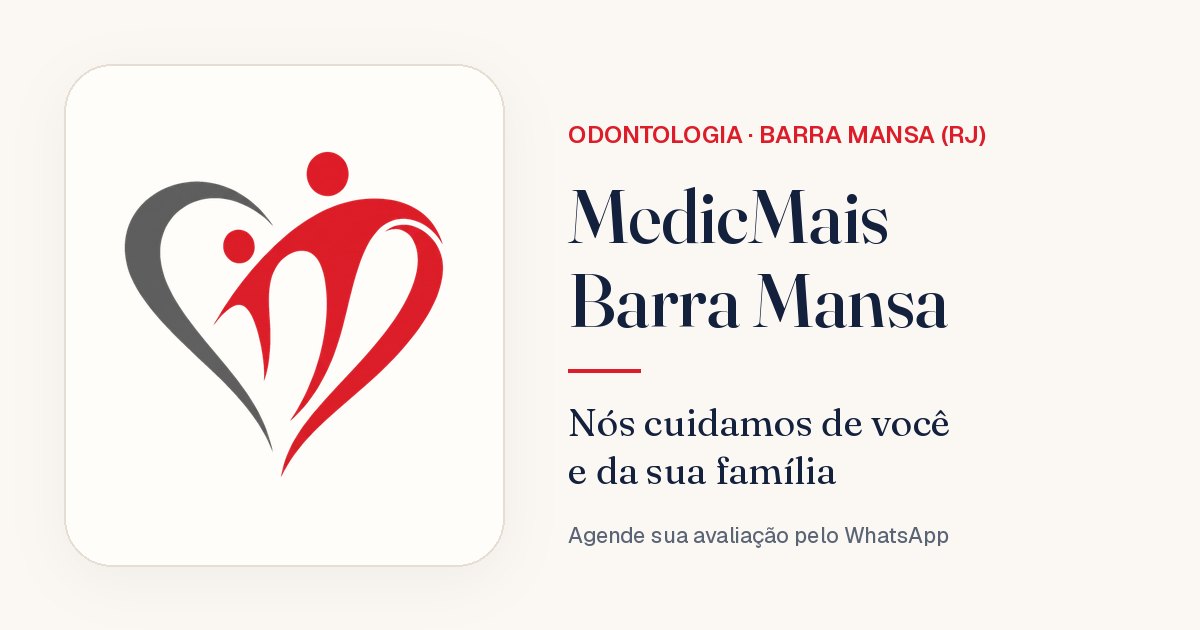 ODONTOLOGIA · BARRA MANSA (RJ)
MedicMais
Barra Mansa
Nós cuidamos de você
e da sua família
Agende sua avaliação pelo WhatsApp